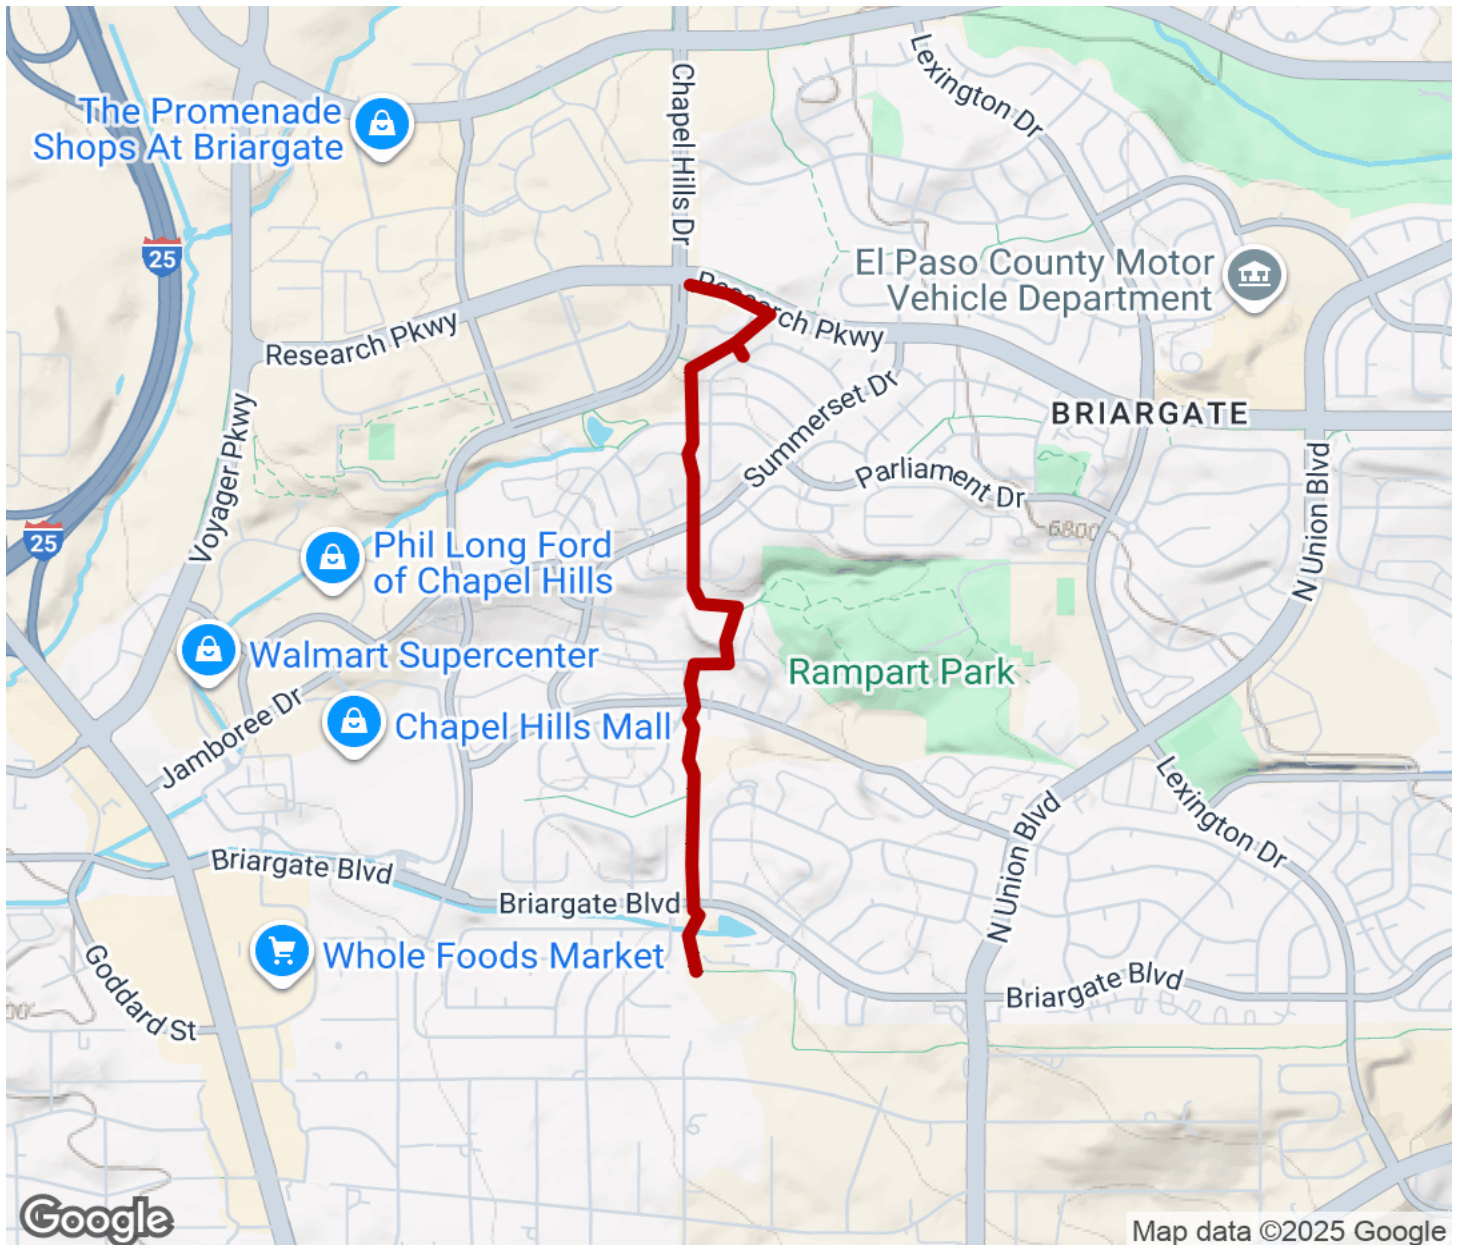 Lexington Dr
Chapel Hills Dr
The Promenade
Shops At Briargate
25
El Paso County Motor
Vehicle Department
Research Pkwy
Research Pkwy
Summerset Dr
BRIARGATE
Voyager Pkwy
Parliament Dr
N Union Blvd
6800
25
Phil Long Ford
of Chapel Hills
Walmart Supercenter
Rampart Park
Jamboree Dr
Chapel Hills Mall
Lexington Dr
N Union Blvd
Briargate Blvd
Briargate Blvd
Whole Foods Market
Goddard St
Briargate Blvd
Google
Map data ©2025 Google